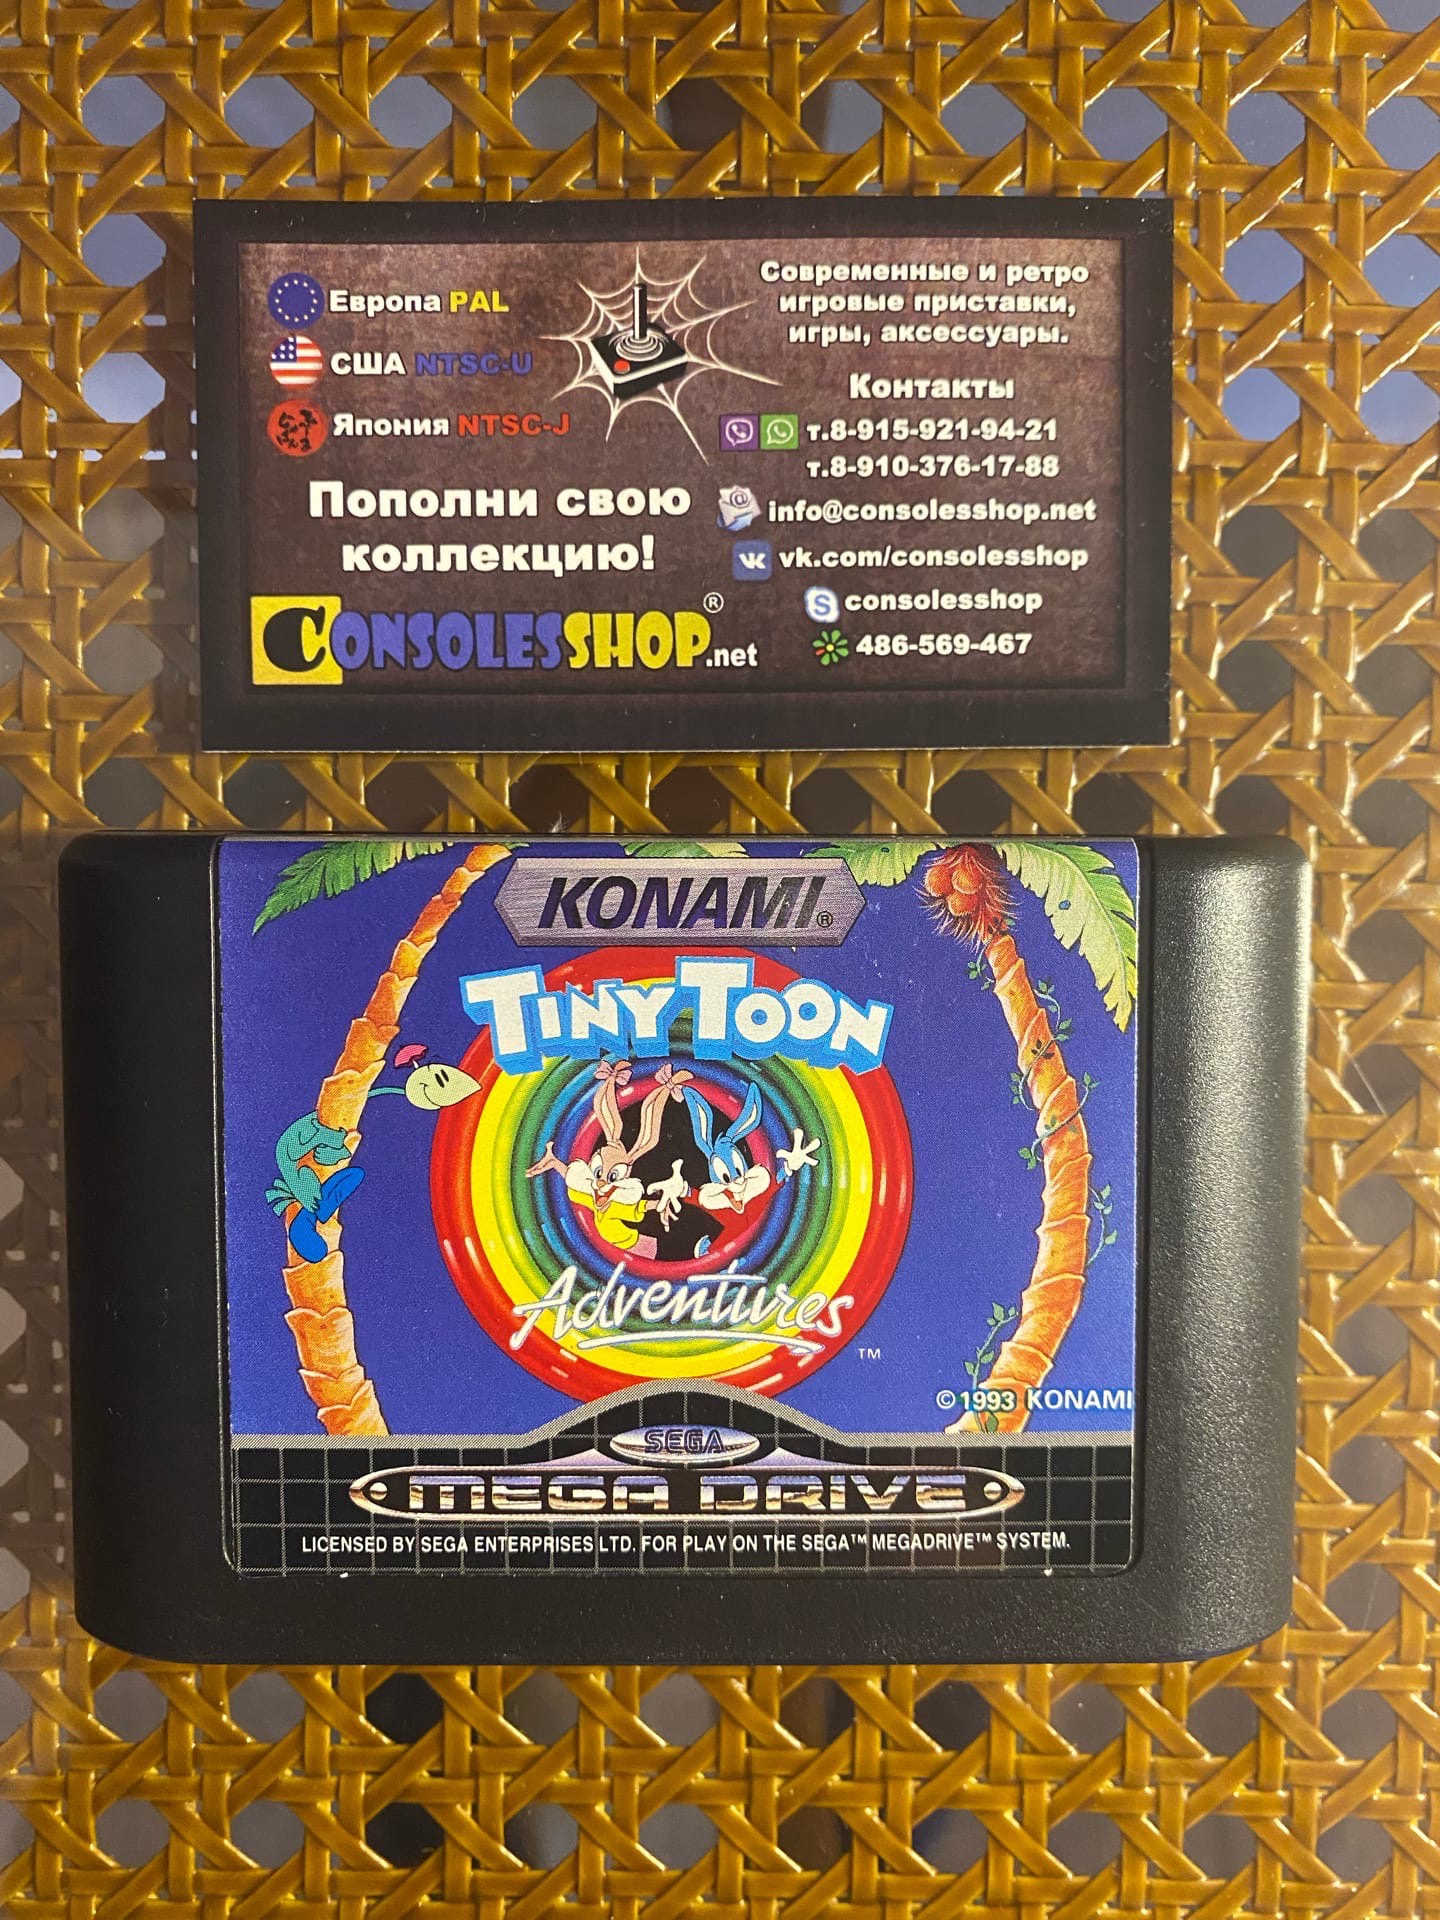 Европа PAL
США NTSC-U
Япония NTSC-J
Пополни свою
коллекцию!
CONSOLESSHOP.net
®
Современные и ретро
игровые приставки,
игры, аксессуары.
Контакты
т.8-915-921-94-21
т.8-910-376-17-88
info@consolesshop.net
vk.com/consolesshop
consolesshop
486-569-467
KONAMI®
TINY TOON
Adventures
TM
©1993 KONAMI
SEGA
MEGA DRIVE
LICENSED BY SEGA ENTERPRISES LTD. FOR PLAY ON THE SEGA™ MEGADRIVE™ SYSTEM.